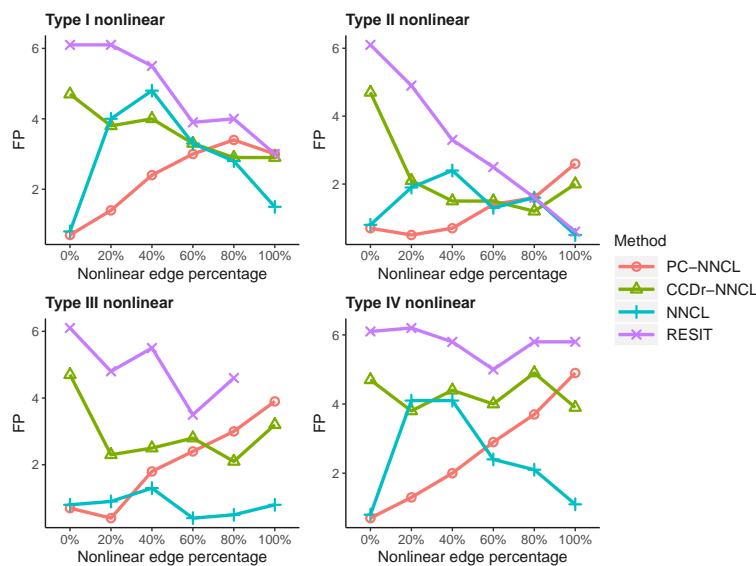 Type I nonlinear
FP
6
4
2
0% 20% 40% 60% 80% 100%
Nonlinear edge percentage
Type II nonlinear
FP
6
4
2
0% 20% 40% 60% 80% 100%
Nonlinear edge percentage
Type III nonlinear
FP
6
4
2
0% 20% 40% 60% 80% 100%
Nonlinear edge percentage
Type IV nonlinear
FP
6
4
2
0% 20% 40% 60% 80% 100%
Nonlinear edge percentage
Method
PC−NNCL
CCDr−NNCL
NNCL
RESIT